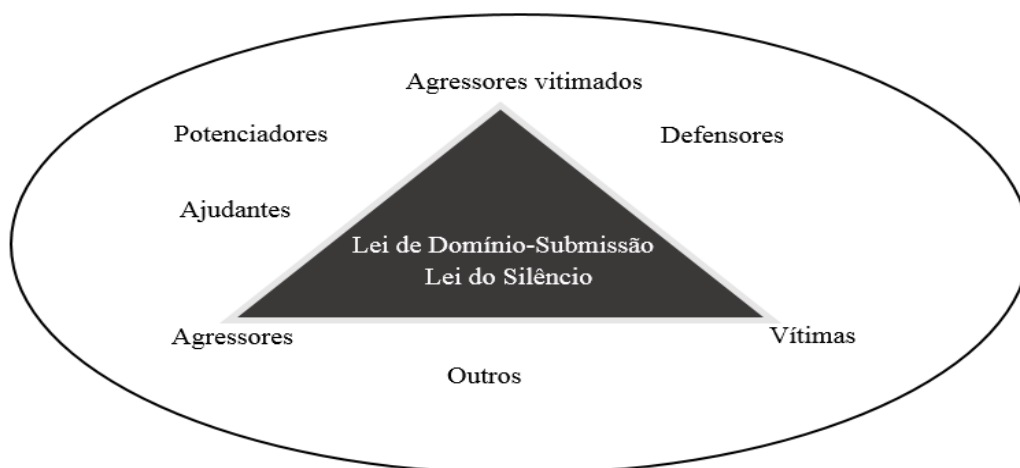 Agressores vitimados
Potenciadores
Defensores
Ajudantes
Lei de Domínio-Submissão
Lei do Silêncio
Agressores
Vítimas
Outros